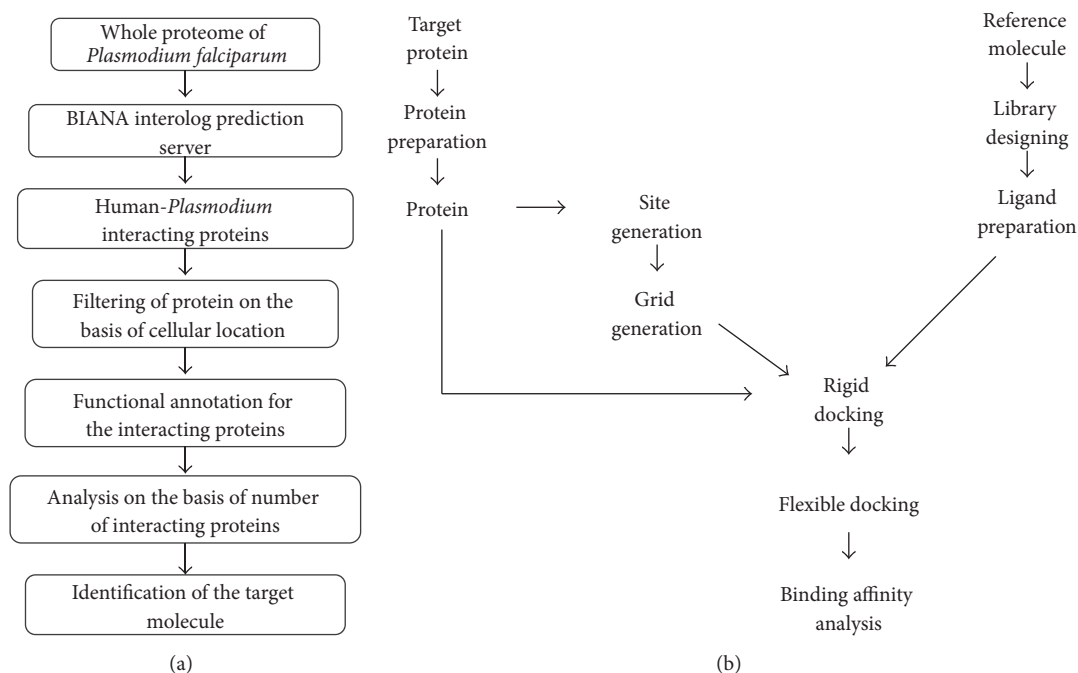 Whole proteome of
Plasmodium falciparum
BIANA interolog prediction
server
Human-Plasmodium
interacting proteins
Filtering of protein on the
basis of cellular location
Functional annotation for
the interacting proteins
Analysis on the basis of number
of interacting proteins
Identification of the target
molecule
(a)
Target
protein
Protein
preparation
Protein
Site
generation
Grid
generation
Reference
molecule
Library
designing
Ligand
preparation
Rigid
docking
Flexible docking
Binding affinity
analysis
(b)